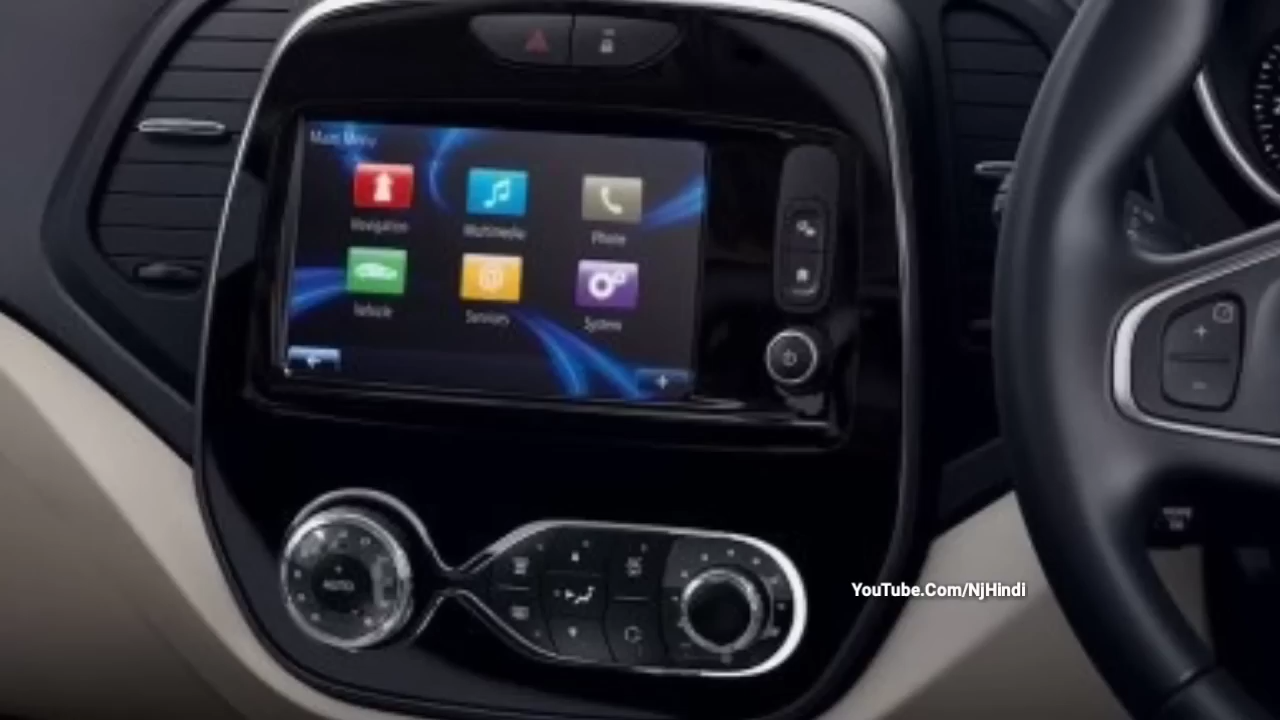 Main Menu
Navigation
Multimedia
Phone
Vehicle
Services
System
AUTO
YouTube.Com/NjHindi